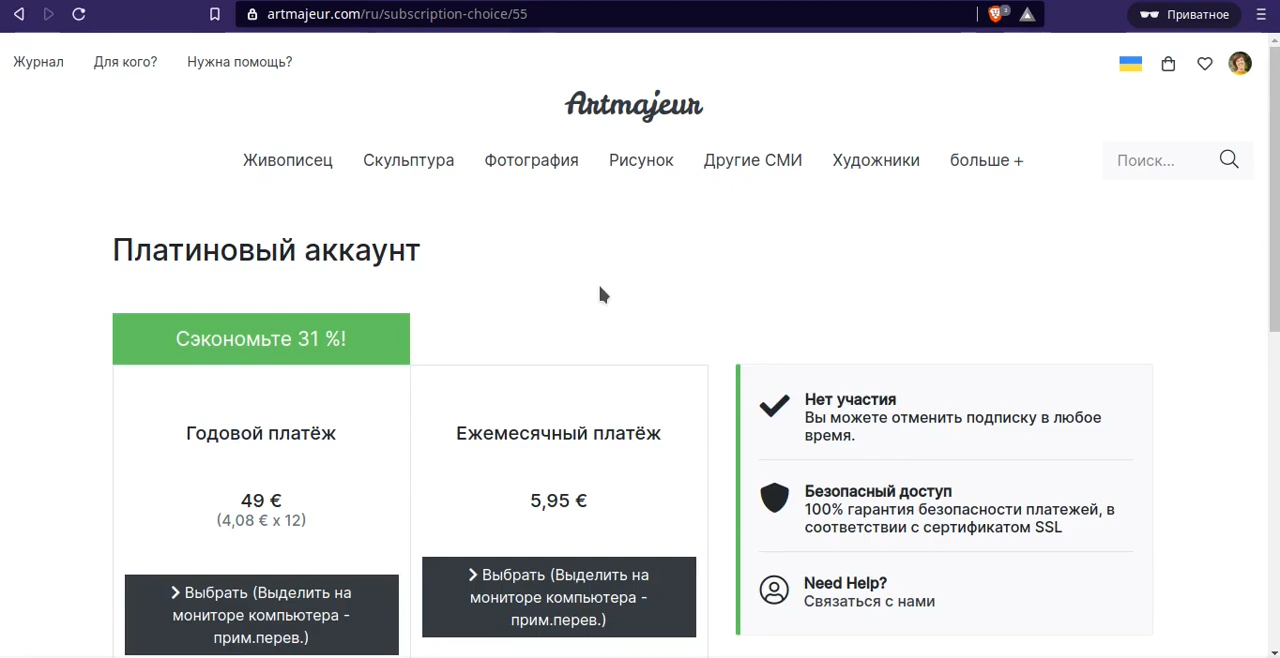 artmajeur.com/ru/subscription-choice/55
3
Приватное
Журнал
Для кого?
Нужна помощь?
Artmajeur
Живописец
Скульптура
Фотография
Рисунок
Другие СМИ
Художники
больше +
Поиск...
Платиновый аккаунт
Сэкономьте 31 %!
Годовой платёж
49 €
(4,08 € x 12)
Выбрать (Выделить на
мониторе компьютера -
прим.перев.)
Ежемесячный платёж
5,95 €
Выбрать (Выделить на
мониторе компьютера -
прим.перев.)
Нет участия
Вы можете отменить подписку в любое
время.
Безопасный доступ
100% гарантия безопасности платежей, в
соответствии с сертификатом SSL
Need Help?
Связаться с нами